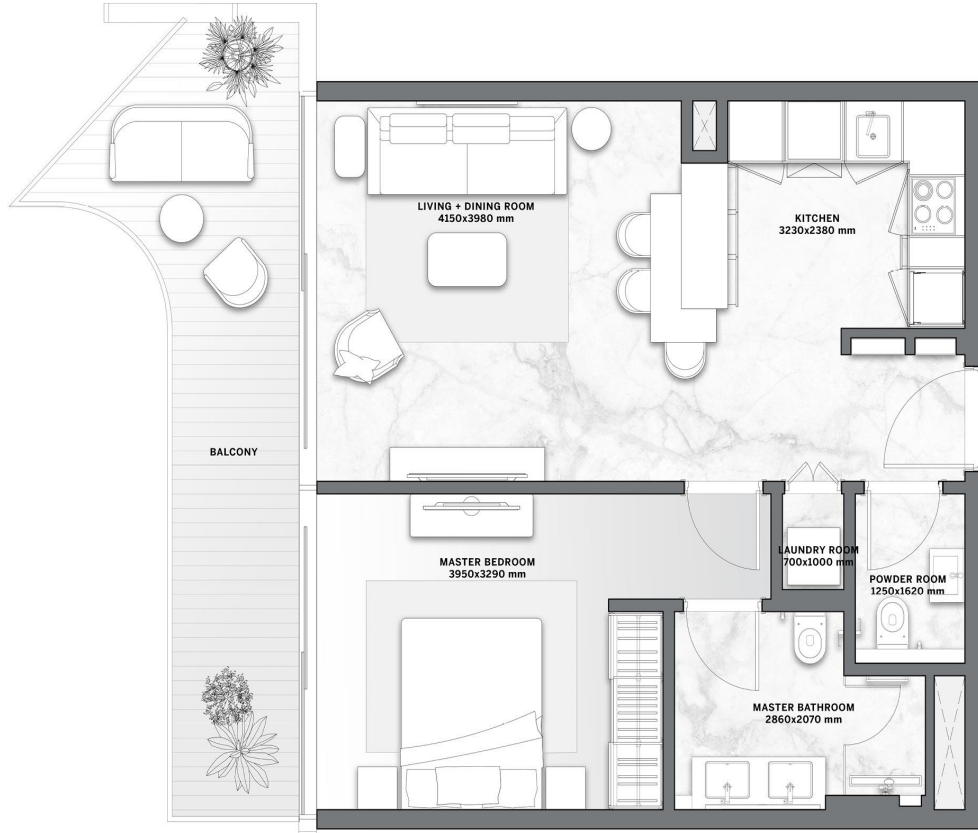 LIVING + DINING ROOM
4150x3980 mm
KITCHEN
3230x2380 mm
BALCONY
MASTER BEDROOM
3950x3290 mm
LAUNDRY ROOM
700x1000 mm
POWDER ROOM
1250x1620 mm
MASTER BATHROOM
2860x2070 mm